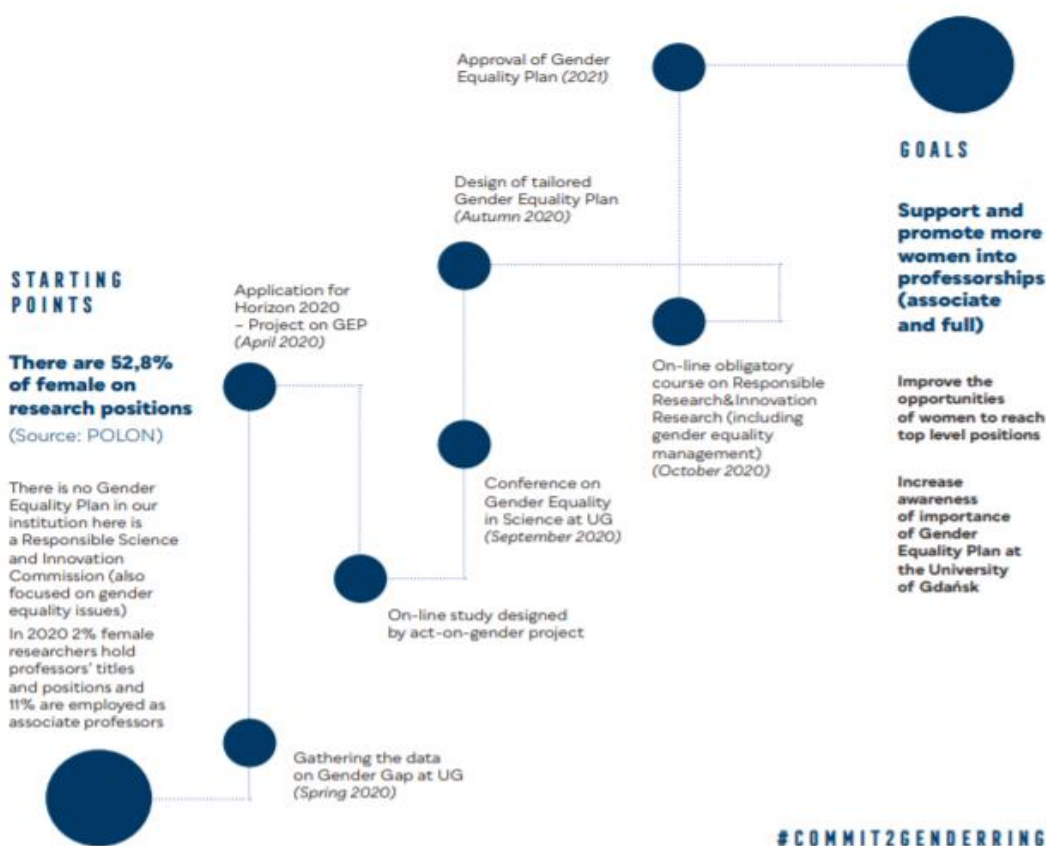 STARTING
POINTS
There are 52,8%
of female on
research positions
(Source: POLON)
There is no Gender
Equality Plan in our
institution here is
a Responsible Science
and Innovation
Commission (also
focused on gender
equality issues)
In 2020 2% female
researchers hold
professors' titles
and positions and
11% are employed as
associate professors
Gathering the data
on Gender Gap at UG
(Spring 2020)
Application for
Horizon 2020
– Project on GEP
(April 2020)
On-line study designed
by act-on-gender project
Conference on
Gender Equality
in Science at UG
(September 2020)
Design of tailored
Gender Equality Plan
(Autumn 2020)
On-line obligatory
course on Responsible
Research&Innovation
Research (including
gender equality
management)
(October 2020)
Approval of Gender
Equality Plan (2021)
GOALS
Support and
promote more
women into
professorships
(associate
and full)
Improve the
opportunities
of women to reach
top level positions
Increase
awareness
of importance
of Gender
Equality Plan at
the University
of Gdańsk
#COMMIT2GENDERRING